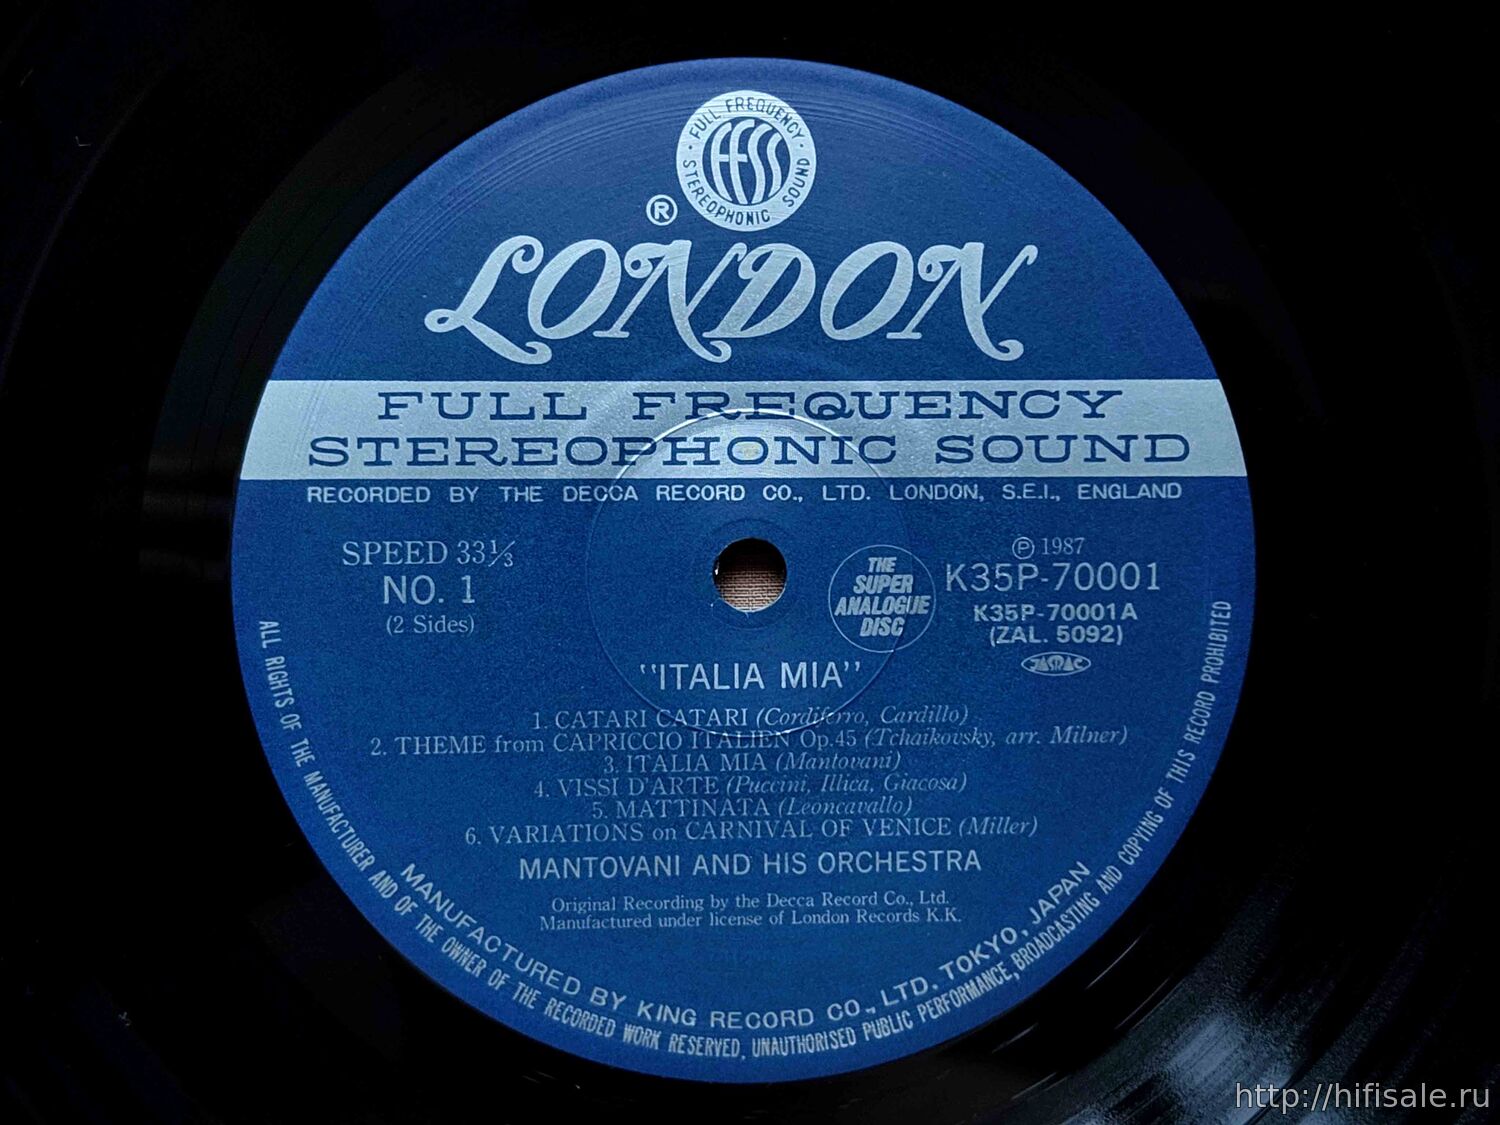 FULL FREQUENCY
ffss
STEREOPHONIC SOUND
®
LONDON
FULL FREQUENCY
STEREOPHONIC SOUND
RECORDED BY THE DECCA RECORD CO., LTD. LONDON, S.E.I., ENGLAND
SPEED 33⅓
NO. 1
(2 Sides)
THE
SUPER
ANALOGUE
DISC
℗ 1987
K35P-70001
K35P-70001A
(ZAL. 5092)
JASRAC
"ITALIA MIA"
1. CATARI CATARI (Cordiferro, Cardillo)
2. THEME from CAPRICCIO ITALIEN Op.45 (Tchaikovsky, arr. Milner)
3. ITALIA MIA (Mantovani)
4. VISSI D'ARTE (Puccini, Illica, Giacosa)
5. MATTINATA (Leoncavallo)
6. VARIATIONS on CARNIVAL OF VENICE (Miller)
MANTOVANI AND HIS ORCHESTRA
Original Recording by the Decca Record Co., Ltd.
Manufactured under license of London Records K.K.
MANUFACTURED BY KING RECORD CO., LTD. TOKYO, JAPAN
ALL RIGHTS OF THE MANUFACTURER AND OF THE OWNER OF THE RECORDED WORK RESERVED, UNAUTHORISED PUBLIC PERFORMANCE, BROADCASTING AND COPYING OF THIS RECORD PROHIBITED
http://hifisale.ru